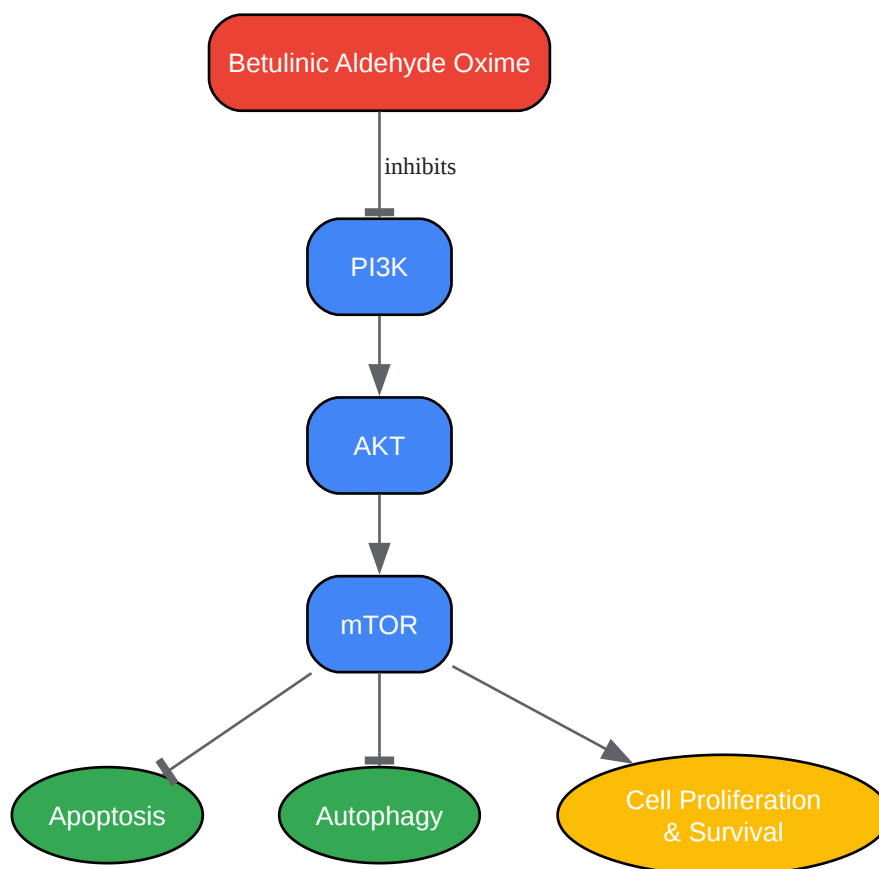 Betulinic Aldehyde Oxime
inhibits
PI3K
AKT
mTOR
Apoptosis
Autophagy
Cell Proliferation
& Survival